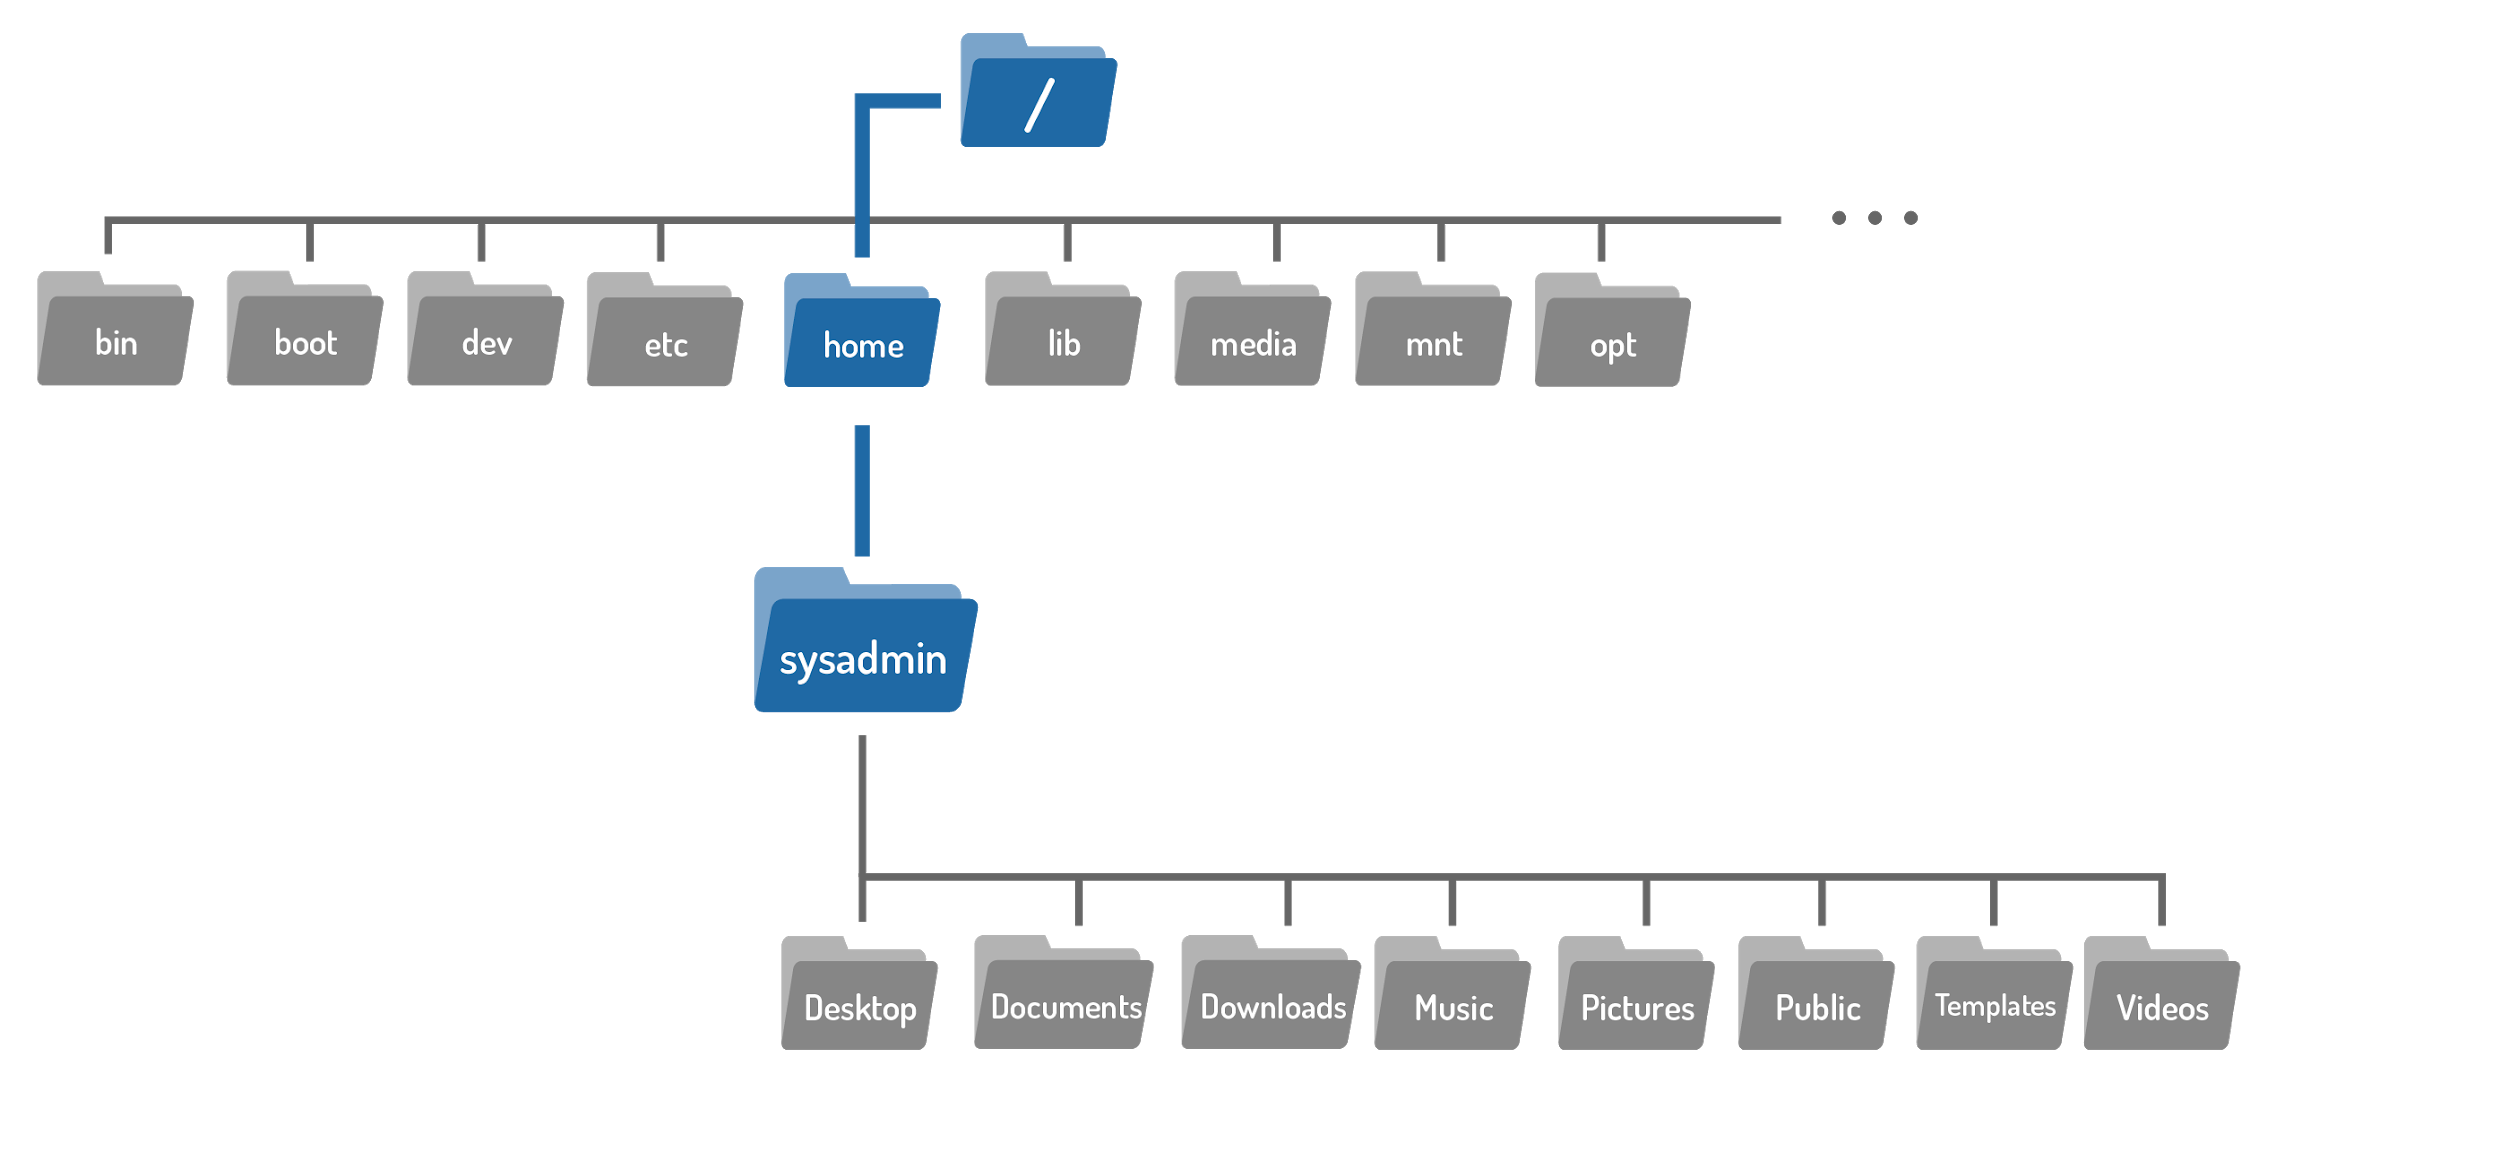 /
bin boot dev etc home lib media mnt opt
sysadmin
Desktop Documents Downloads Music Pictures Public Templates Videos